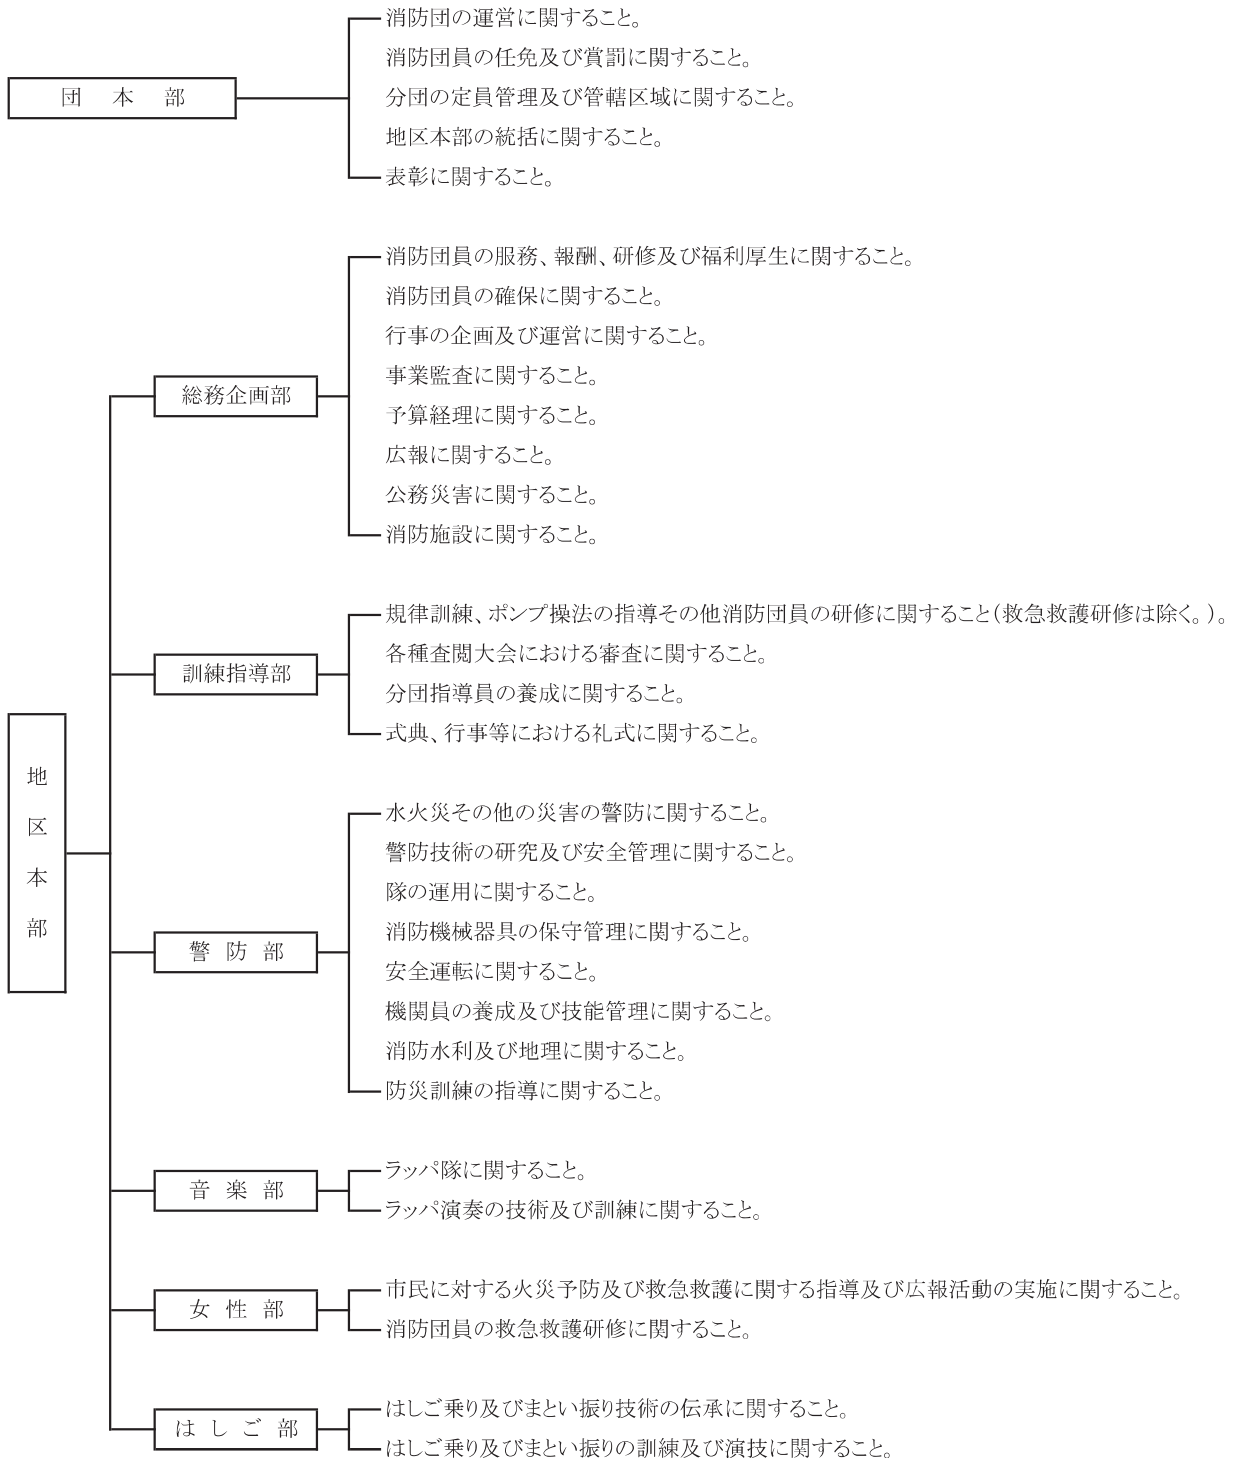 団本部
消防団の運営に関すること。
消防団員の任免及び賞罰に関すること。
分団の定員管理及び管轄区域に関すること。
地区本部の統括に関すること。
表彰に関すること。
地区本部
総務企画部
消防団員の服務、報酬、研修及び福利厚生に関すること。
消防団員の確保に関すること。
行事の企画及び運営に関すること。
事業監査に関すること。
予算経理に関すること。
広報に関すること。
公務災害に関すること。
消防施設に関すること。
訓練指導部
規律訓練、ポンプ操法の指導その他消防団員の研修に関すること(救急救護研修は除く。)。
各種査閲大会における審査に関すること。
分団指導員の養成に関すること。
式典、行事等における礼式に関すること。
警防部
水火災その他の災害の警防に関すること。
警防技術の研究及び安全管理に関すること。
隊の運用に関すること。
消防機械器具の保守管理に関すること。
安全運転に関すること。
機関員の養成及び技能管理に関すること。
消防水利及び地理に関すること。
防災訓練の指導に関すること。
音楽部
ラッパ隊に関すること。
ラッパ演奏の技術及び訓練に関すること。
女性部
市民に対する火災予防及び救急救護に関する指導及び広報活動の実施に関すること。
消防団員の救急救護研修に関すること。
はしご部
はしご乗り及びまとい振り技術の伝承に関すること。
はしご乗り及びまとい振りの訓練及び演技に関すること。